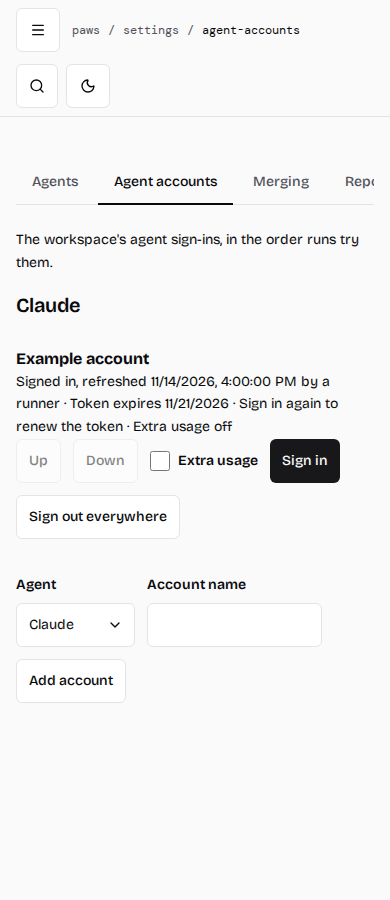 paws / settings / agent-accounts
Agents Agent accounts Merging
The workspace's agent sign-ins, in the order runs try
them.
Claude
Example account
Signed in, refreshed 11/14/2026, 4:00:00 PM by a
runner · Token expires 11/21/2026 · Sign in again to
renew the token · Extra usage off
Up Down Extra usage Sign in
Sign out everywhere
Agent Account name
Claude
Add account